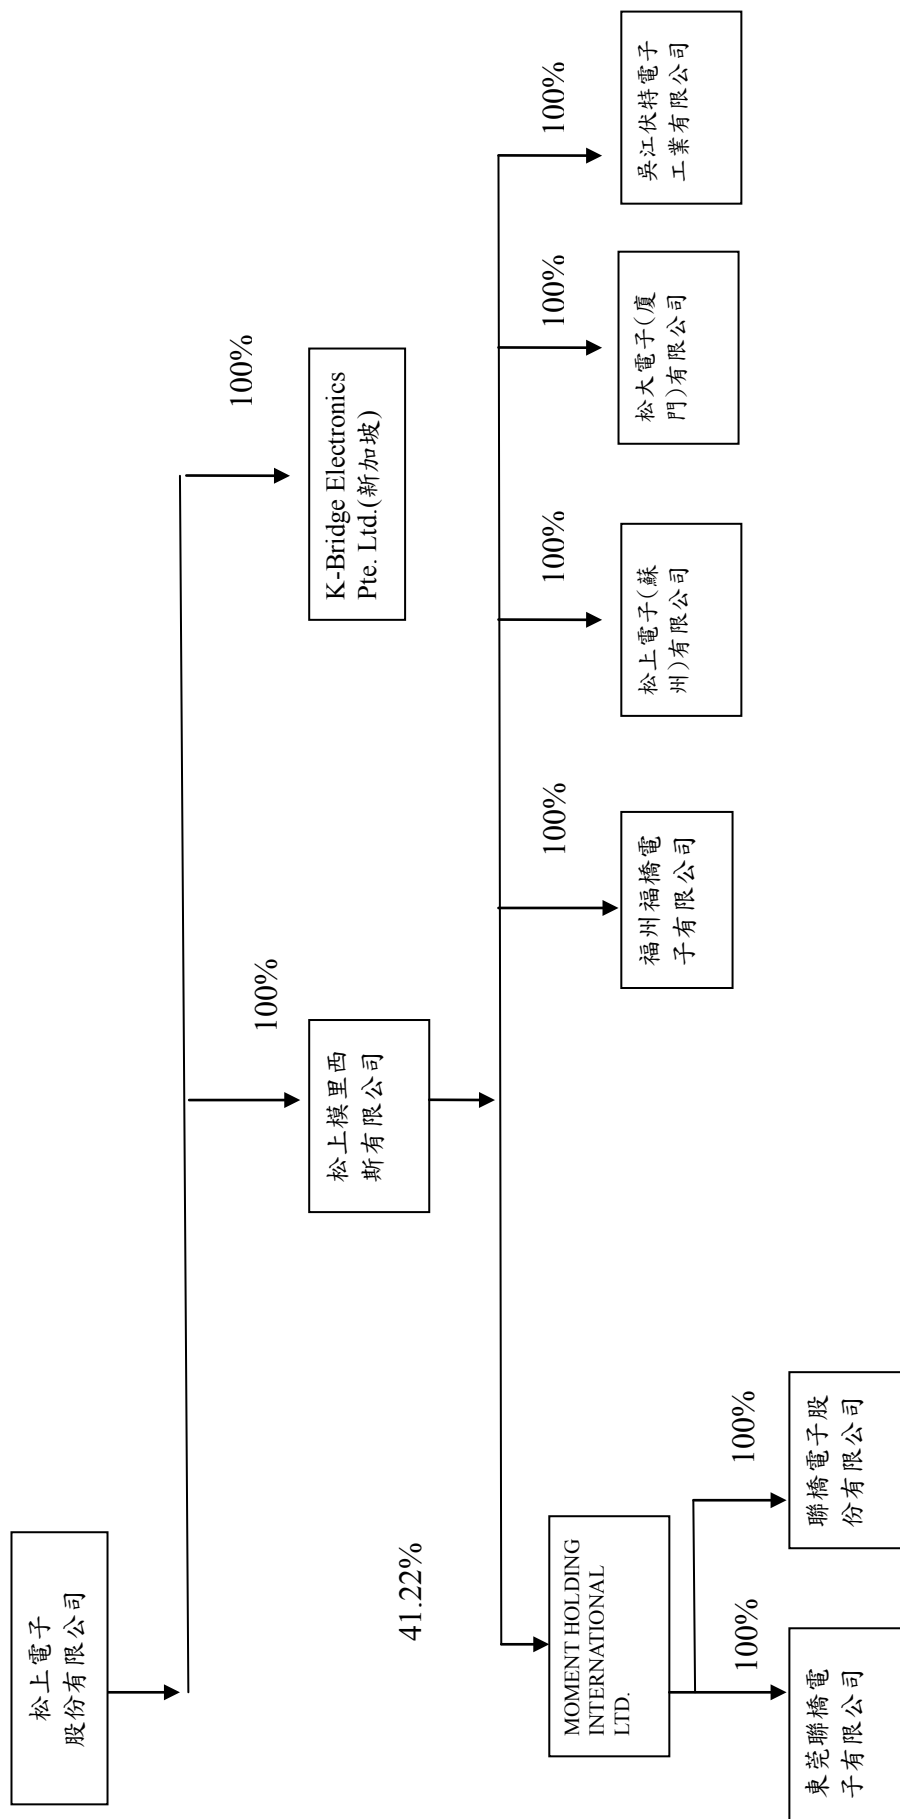 松上電子
股份有限公司
100%
100%
松上模里西
斯有限公司
K-Bridge Electronics
Pte. Ltd.(新加坡)
41.22%
100%
100%
100%
100%
MOMENT HOLDING
INTERNATIONAL
LTD.
福州福橋電
子有限公司
松上電子(蘇
州)有限公司
松大電子(廈
門)有限公司
吳江伏特電子
工業有限公司
100%
100%
東莞聯橋電
子有限公司
聯橋電子股
份有限公司